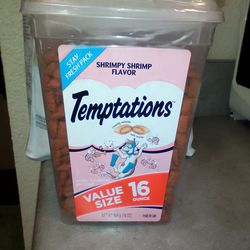 STAY
FRESH PACK
SHRIMPY SHRIMP
FLAVOR
Temptations
VALUE
SIZE
16
OUNCE